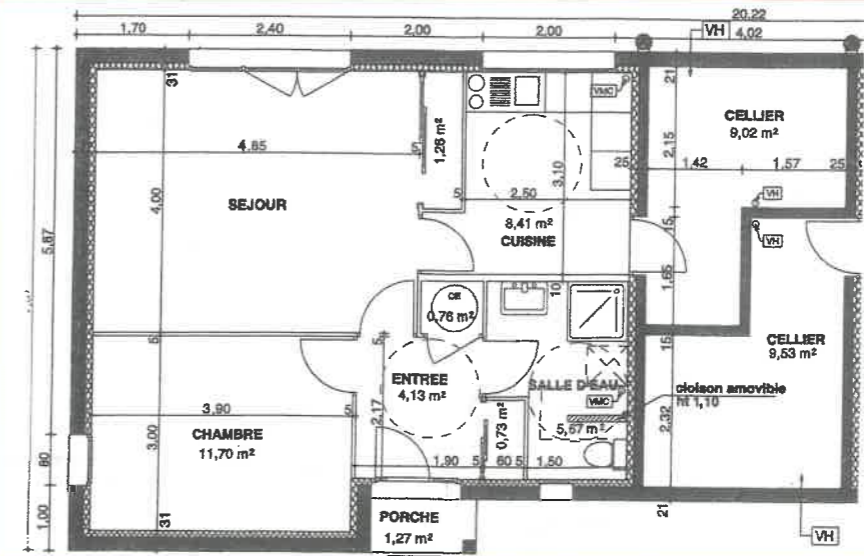 20.22
1,70 2,40 2,00 2,00 VH 4,02
31
21
VMC
CELLIER
9,02 m²
4.85 5
1,26 m²
2,15
25
1,42 1,57 25
3,10
4,00
5
2,50
VH
SEJOUR
8,41 m²
CUISINE
15
VH
5,87
1,65
10
CE
0,76 m²
5
5
15
CELLIER
9,53 m²
ENTREE
4,13 m²
SALLE D'EAU
VMC
cloison amovible
ht 1,10
3,90 5
2,17
0,73 m²
5,67 m²
2,32
CHAMBRE
11,70 m²
3,00
80
1,90 5 60 5 1,50
1,00
31
21
PORCHE
1,27 m²
VH